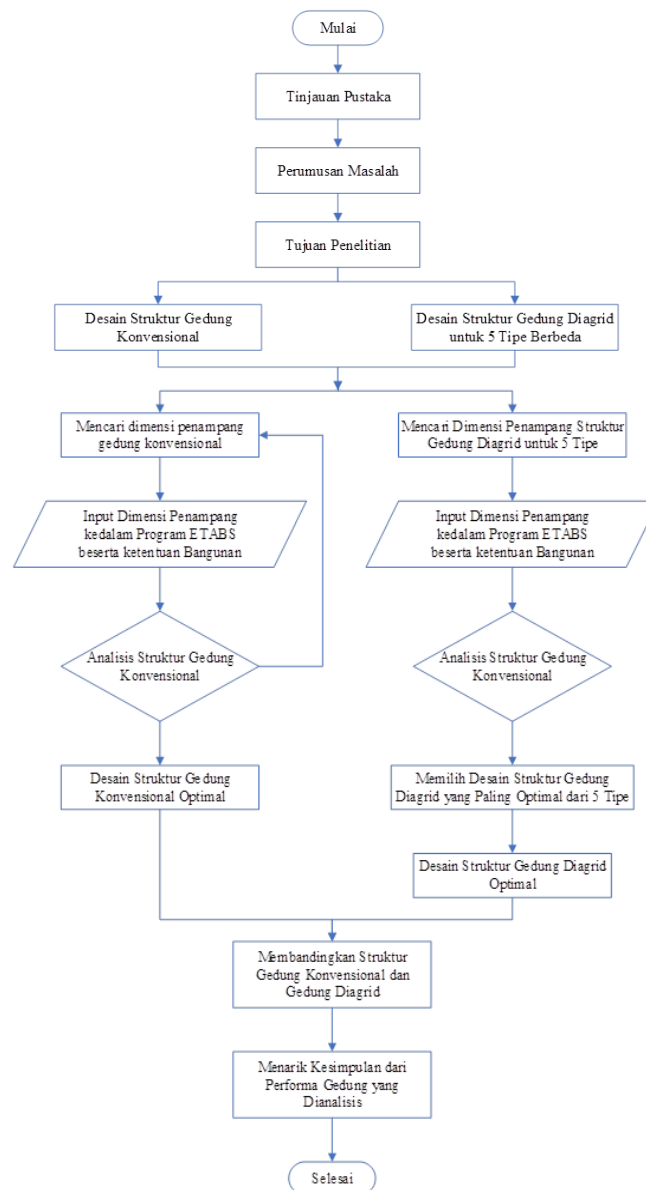 Mulai
Tinjauan Pustaka
Perumusan Masalah
Tujuan Penelitian
Desain Struktur Gedung
Konvensional
Desain Struktur Gedung Diagrid
untuk 5 Tipe Berbeda
Mencari dimensi penampang
gedung konvensional
Mencari Dimensi Penampang Struktur
Gedung Diagrid untuk 5 Tipe
Input Dimensi Penampang
kedalam Program ETABS
beserta ketentuan Bangunan
Input Dimensi Penampang
kedalam Program ETABS
beserta ketentuan Bangunan
Analisis Struktur Gedung
Konvensional
Analisis Struktur Gedung
Konvensional
Desain Struktur Gedung
Konvensional Optimal
Memilih Desain Struktur Gedung
Diagrid yang Paling Optimal dari 5 Tipe
Desain Struktur Gedung Diagrid
Optimal
Membandingkan Struktur
Gedung Konvensional dan
Gedung Diagrid
Menarik Kesimpulan dari
Performa Gedung yang
Dianalisis
Selesai